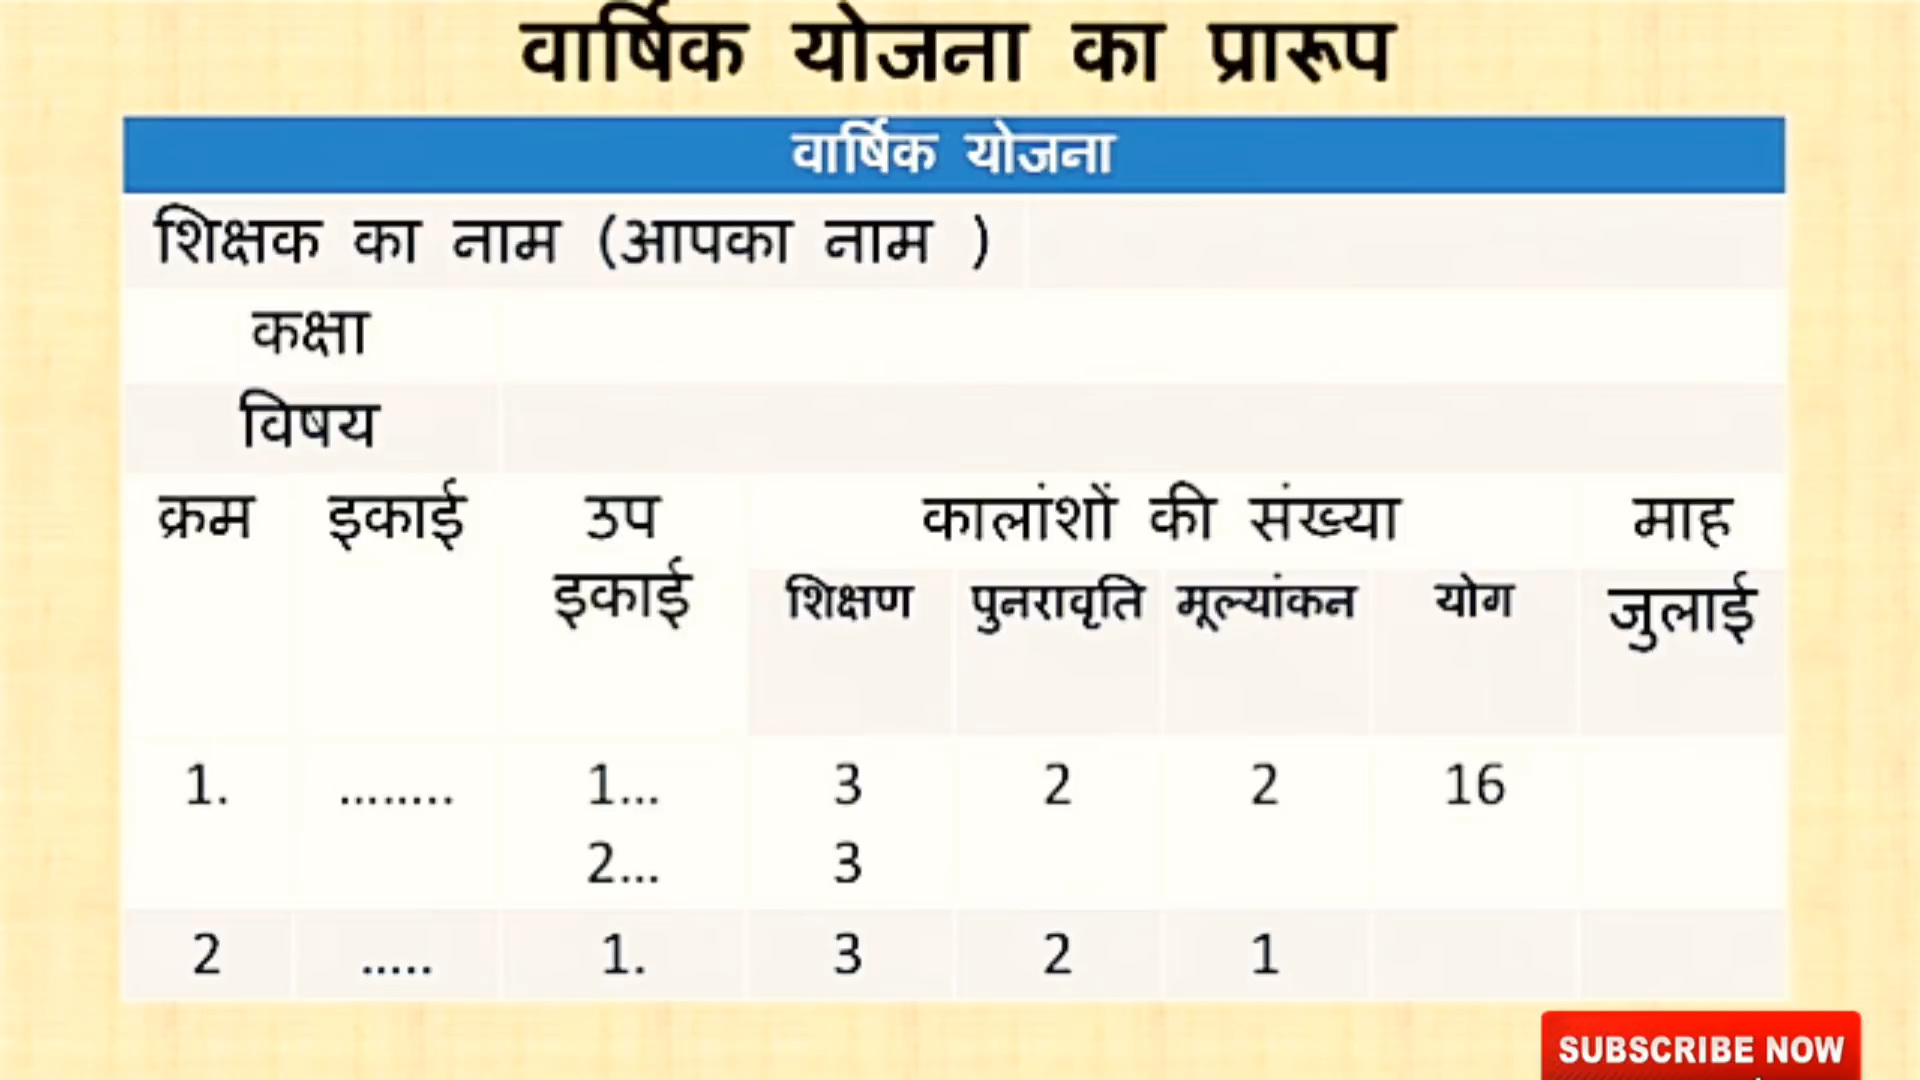 वार्षिक योजना का प्रारूप
वार्षिक योजना
शिक्षक का नाम (आपका नाम )
कक्षा
विषय
क्रम इकाई उप इकाई कालांशों की संख्या माह
शिक्षण पुनरावृति मूल्यांकन योग जुलाई
1. ........ 1... 3 2 2 16
2... 3
2 ..... 1. 3 2 1
SUBSCRIBE NOW